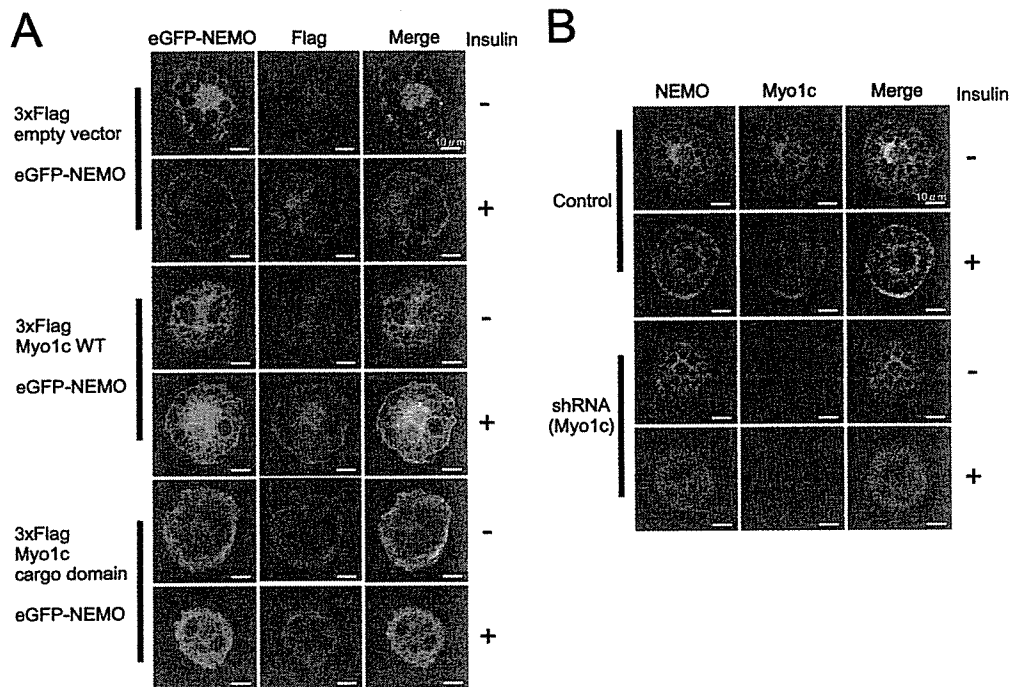 A
eGFP-NEMO Flag Merge Insulin
3xFlag
empty vector
eGFP-NEMO
-
10 μm
+
3xFlag
Myo1c WT
eGFP-NEMO
-
+
3xFlag
Myo1c
cargo domain
eGFP-NEMO
-
+
B
NEMO Myo1c Merge Insulin
Control
-
10 μm
+
shRNA
(Myo1c)
-
+